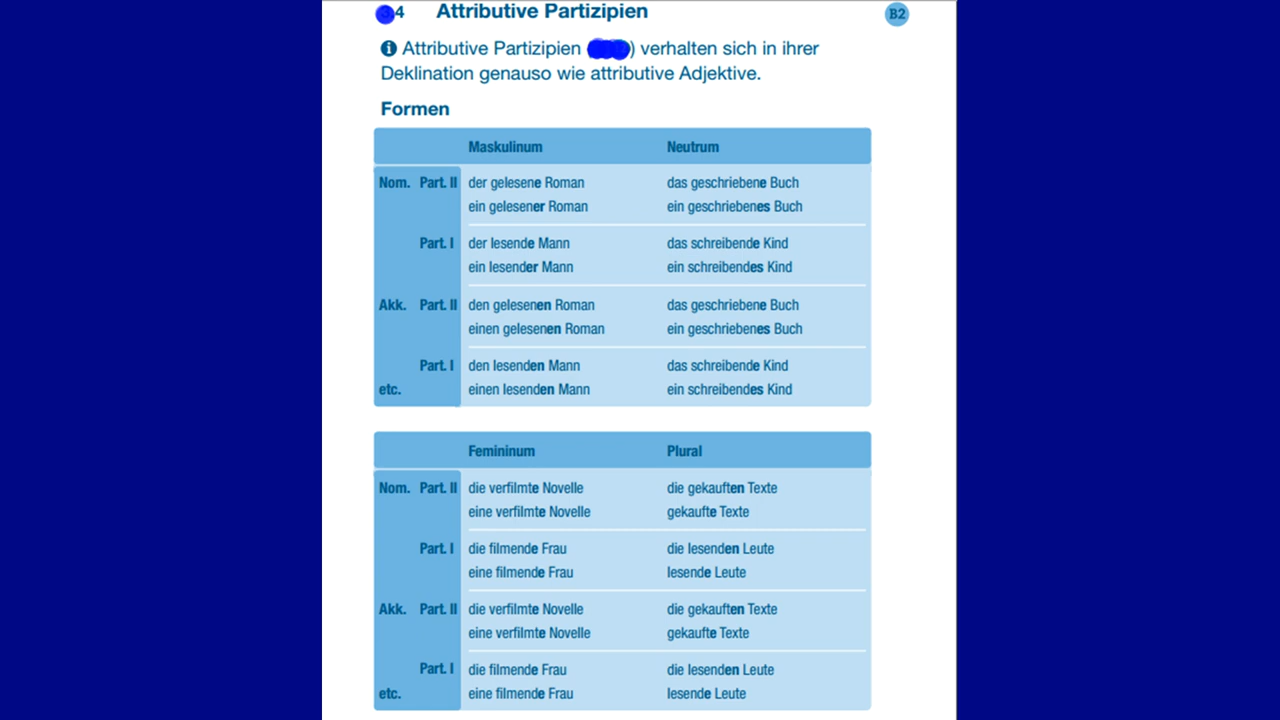 4 Attributive Partizipien B2
Attributive Partizipien ) verhalten sich in ihrer
Deklination genauso wie attributive Adjektive.
Formen
Maskulinum Neutrum
Nom. Part. II der gelesene Roman das geschriebene Buch
ein gelesener Roman ein geschriebenes Buch
Part. I der lesende Mann das schreibende Kind
ein lesender Mann ein schreibendes Kind
Akk. Part. II den gelesenen Roman das geschriebene Buch
einen gelesenen Roman ein geschriebenes Buch
Part. I den lesenden Mann das schreibende Kind
etc. einen lesenden Mann ein schreibendes Kind
Femininum Plural
Nom. Part. II die verfilmte Novelle die gekauften Texte
eine verfilmte Novelle gekaufte Texte
Part. I die filmende Frau die lesenden Leute
eine filmende Frau lesende Leute
Akk. Part. II die verfilmte Novelle die gekauften Texte
eine verfilmte Novelle gekaufte Texte
Part. I die filmende Frau die lesenden Leute
etc. eine filmende Frau lesende Leute